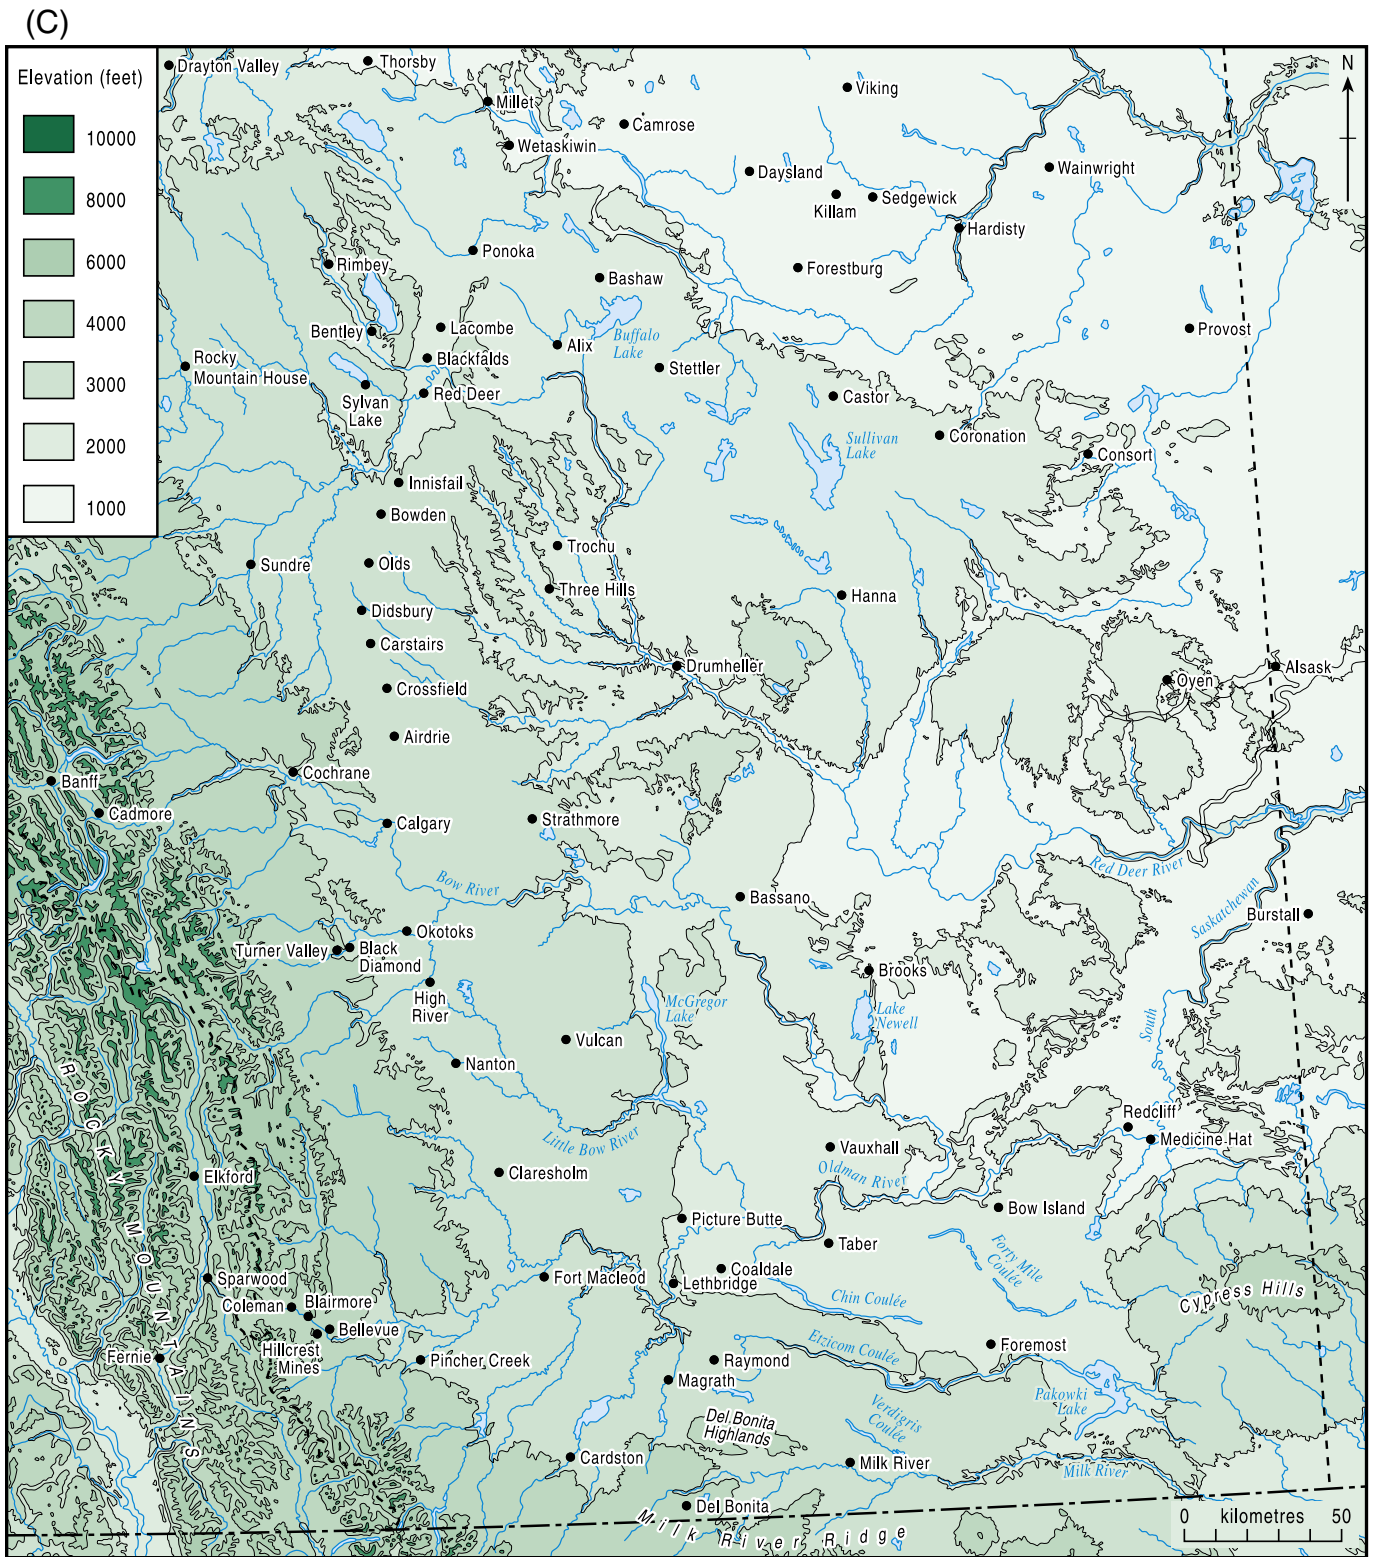 (C)
Elevation (feet)
10000
8000
6000
4000
3000
2000
1000
N
Drayton Valley
Thorsby
Millet
Viking
Camrose
Wetaskiwin
Daysland
Wainwright
Killam
Sedgewick
Hardisty
Ponoka
Rimbey
Bashaw
Forestburg
Bentley
Lacombe
Buffalo
Lake
Alix
Provost
Rocky
Mountain House
Blackfalds
Stettler
Sylvan
Lake
Red Deer
Castor
Sullivan
Lake
Coronation
Consort
Innisfail
Bowden
Trochu
Sundre
Olds
Three Hills
Hanna
Didsbury
Carstairs
Drumheller
Alsask
Oyen
Crossfield
Airdrie
Cochrane
Banff
Cadmore
Calgary
Strathmore
Red Deer River
Bow River
Bassano
Saskatchewan
Burstall
Okotoks
Turner Valley
Black
Diamond
Brooks
High
River
McGregor
Lake
Lake
Newell
South
Vulcan
Nanton
ROCKY MOUNTAINS
Little Bow River
Redcliff
Medicine Hat
Vauxhall
Claresholm
Oldman River
Elkford
Bow Island
Picture Butte
Taber
Forty Mile
Coulée
Sparwood
Fort Macleod
Coaldale
Lethbridge
Chin Coulée
Cypress Hills
Coleman
Blairmore
Bellevue
Hillcrest
Mines
Fernie
Etzicom Coulée
Foremost
Pincher Creek
Raymond
Magrath
Pakowki
Lake
Verdigris
Coulée
Del Bonita
Highlands
Cardston
Milk River
Milk River
Del Bonita
Milk River Ridge
0 kilometres 50